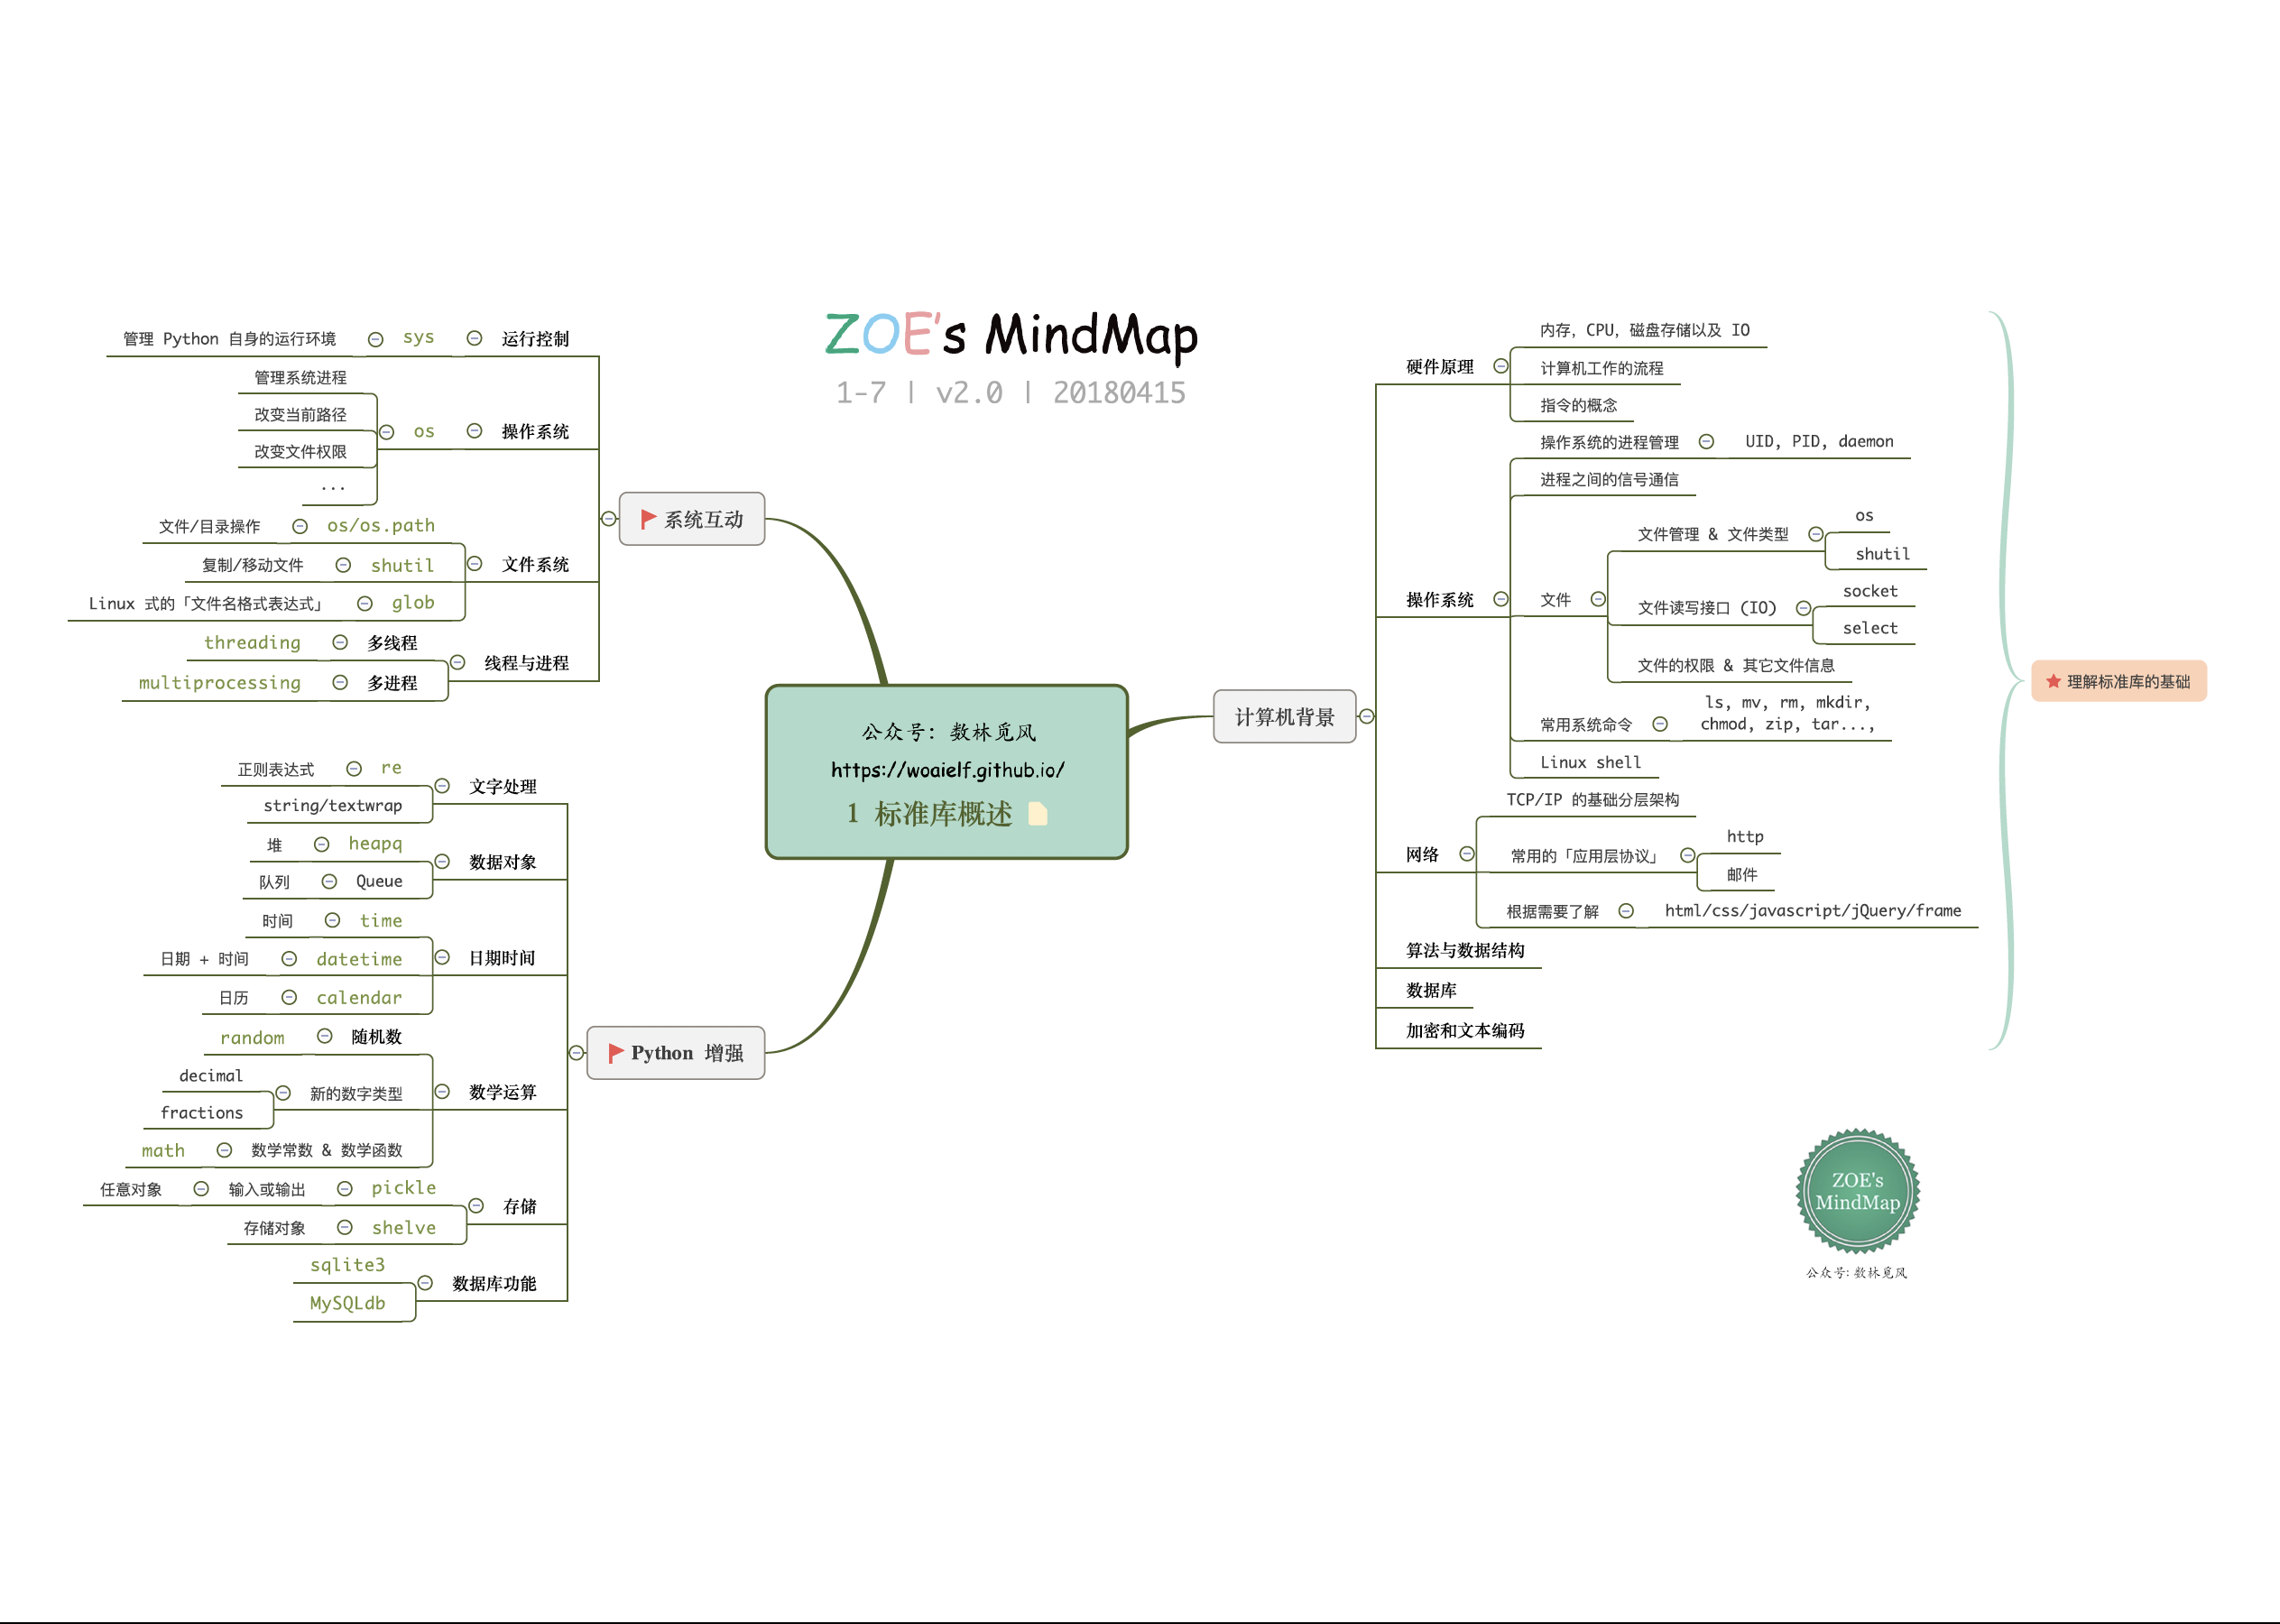 ZOE's MindMap
1-7 | v2.0 | 20180415
公众号：数林觅风
https://woaielf.github.io/
1 标准库概述
系统互动
运行控制
sys
管理 Python 自身的运行环境
操作系统
os
管理系统进程
改变当前路径
改变文件权限
...
文件系统
os/os.path
文件/目录操作
shutil
复制/移动文件
glob
Linux 式的「文件名格式表达式」
线程与进程
多线程
threading
多进程
multiprocessing
Python 增强
文字处理
re
正则表达式
string/textwrap
数据对象
heapq
堆
Queue
队列
日期时间
time
时间
datetime
日期 + 时间
calendar
日历
数学运算
随机数
random
新的数字类型
decimal
fractions
数学常数 & 数学函数
math
存储
pickle
输入或输出
任意对象
shelve
存储对象
数据库功能
sqlite3
MySQLdb
计算机背景
硬件原理
内存，CPU，磁盘存储以及 IO
计算机工作的流程
指令的概念
操作系统
操作系统的进程管理
UID, PID, daemon
进程之间的信号通信
文件
文件管理 & 文件类型
os
shutil
文件读写接口 (IO)
socket
select
文件的权限 & 其它文件信息
常用系统命令
ls, mv, rm, mkdir,
chmod, zip, tar...,
Linux shell
网络
TCP/IP 的基础分层架构
常用的「应用层协议」
http
邮件
根据需要了解
html/css/javascript/jQuery/frame
算法与数据结构
数据库
加密和文本编码
理解标准库的基础
ZOE's
MindMap
公众号：数林觅风